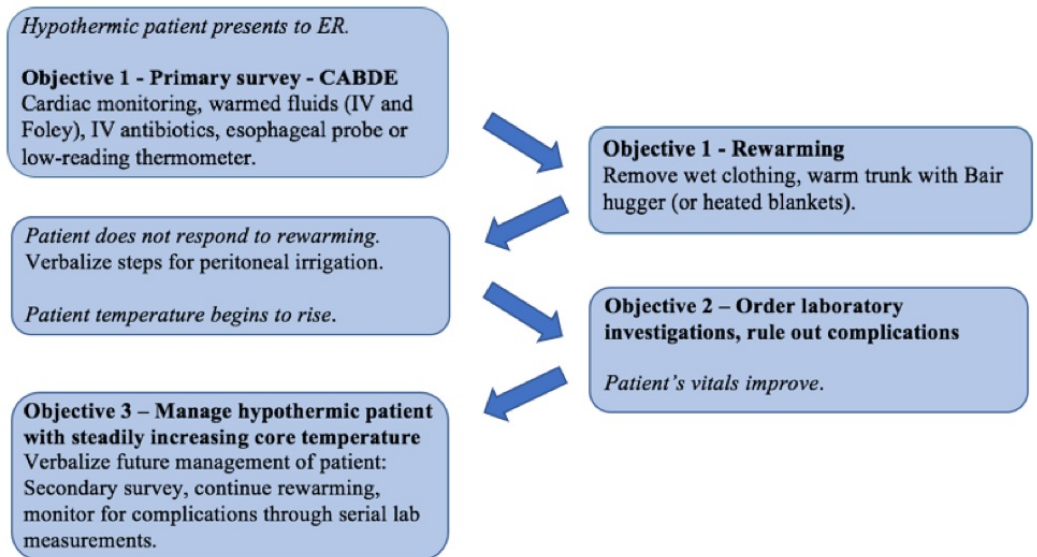 Hypothermic patient presents to ER.
Objective 1 - Primary survey - CABDE
Cardiac monitoring, warmed fluids (IV and
Foley), IV antibiotics, esophageal probe or
low-reading thermometer.
Objective 1 - Rewarming
Remove wet clothing, warm trunk with Bair
hugger (or heated blankets).
Patient does not respond to rewarming.
Verbalize steps for peritoneal irrigation.
Patient temperature begins to rise.
Objective 2 – Order laboratory
investigations, rule out complications
Patient's vitals improve.
Objective 3 – Manage hypothermic patient
with steadily increasing core temperature
Verbalize future management of patient:
Secondary survey, continue rewarming,
monitor for complications through serial lab
measurements.